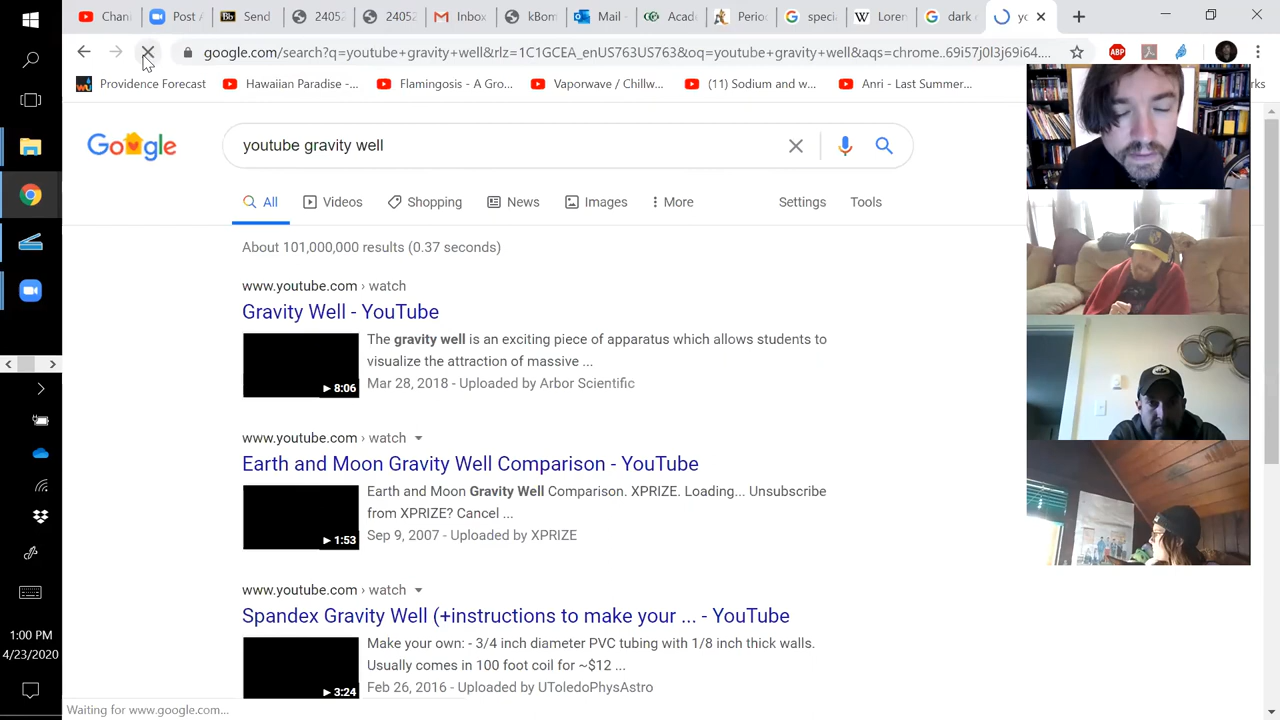 Chan
Post A
Bb Send
24052
24052
Inbox
kBom
Mail -
Acade
Perio
speci
Loren
dark e
yo
google.com/search?q=youtube+gravity+well&rlz=1C1GCEA_enUS763US763&oq=youtube+gravity+well&aqs=chrome..69i57j0l3j69i64....
ABP
Providence Forecast
Hawaiian Paradi...
Flamingosis - A Gro...
Vaporwave / Chillw...
(11) Sodium and w...
Anri - Last Summer...
rks
Google
youtube gravity well
All
Videos
Shopping
News
Images
More
Settings
Tools
About 101,000,000 results (0.37 seconds)
www.youtube.com › watch
Gravity Well - YouTube
The gravity well is an exciting piece of apparatus which allows students to
visualize the attraction of massive ...
8:06
Mar 28, 2018 - Uploaded by Arbor Scientific
www.youtube.com › watch
Earth and Moon Gravity Well Comparison - YouTube
Earth and Moon Gravity Well Comparison. XPRIZE. Loading... Unsubscribe
from XPRIZE? Cancel ...
1:53
Sep 9, 2007 - Uploaded by XPRIZE
www.youtube.com › watch
Spandex Gravity Well (+instructions to make your ... - YouTube
Make your own: - 3/4 inch diameter PVC tubing with 1/8 inch thick walls.
Usually comes in 100 foot coil for ~$12 ...
3:24
Feb 26, 2016 - Uploaded by UToledoPhysAstro
1:00 PM
4/23/2020
Waiting for www.google.com...